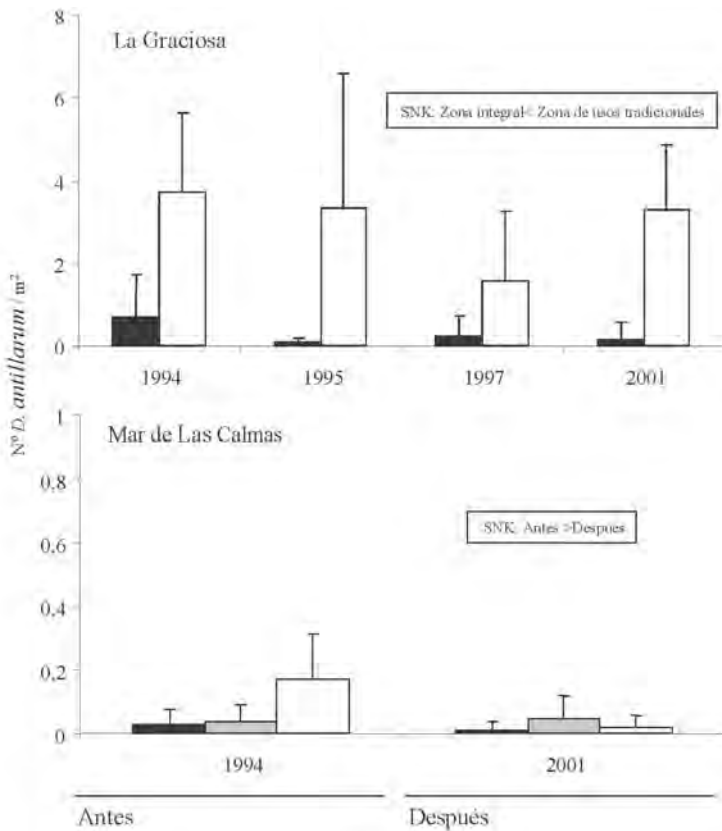 Nº D. antillarum / m²
La Graciosa
SNK: Zona integral< Zona de usos tradicionales
8
6
4
2
0
1994
1995
1997
2001
Mar de Las Calmas
SNK: Antes >Despues
1
0.8
0.6
0.4
0.2
0
1994
2001
Antes
Después